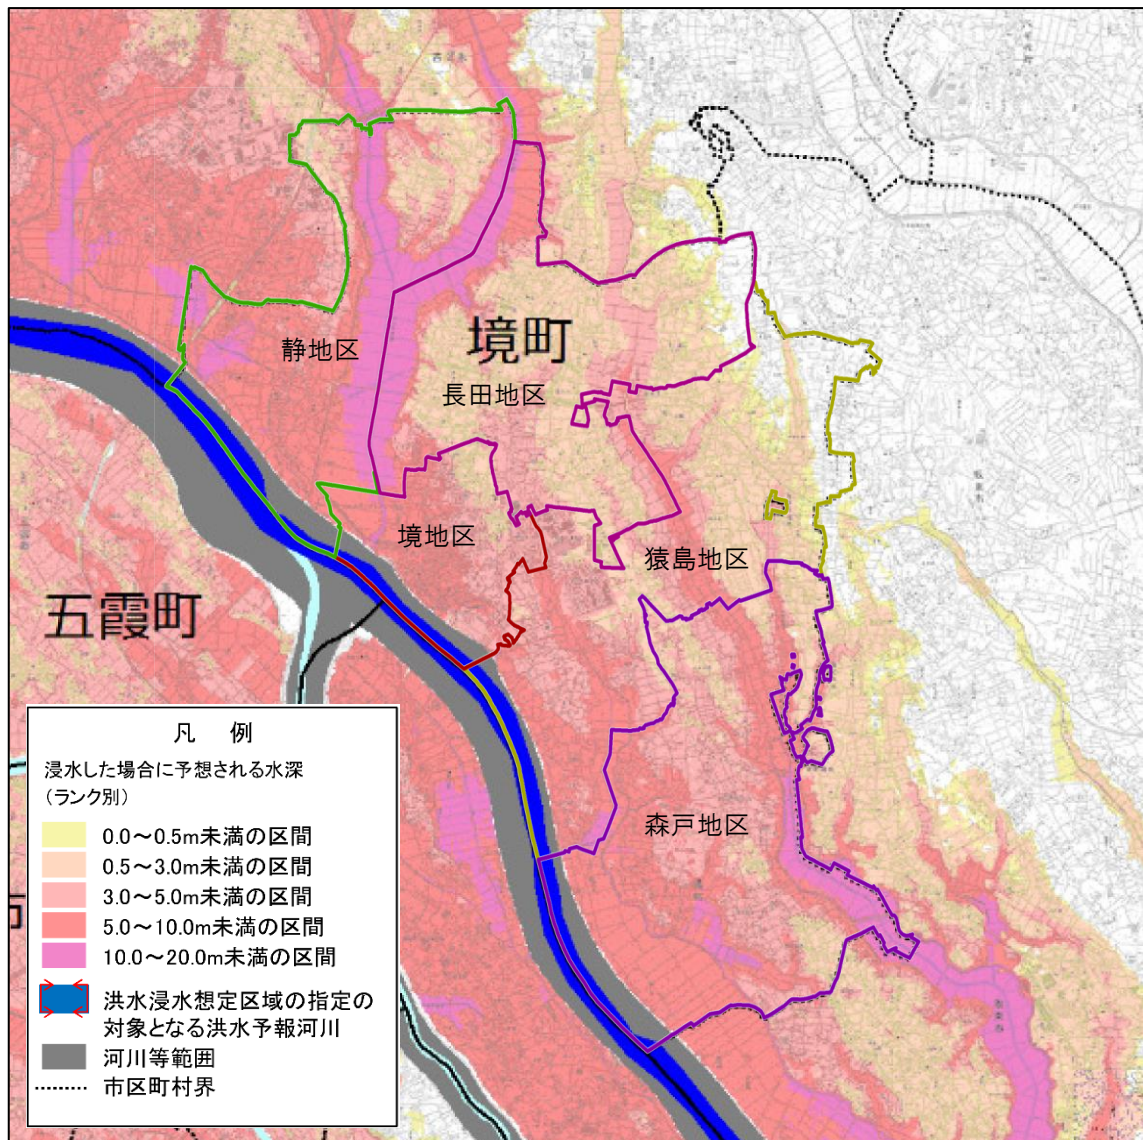 境町
静地区
長田地区
境地区
猿島地区
五霞町
森戸地区
凡 例
浸水した場合に予想される水深
(ランク別)
0.0~0.5m未満の区間
0.5~3.0m未満の区間
3.0~5.0m未満の区間
5.0~10.0m未満の区間
10.0~20.0m未満の区間
洪水浸水想定区域の指定の
対象となる洪水予報河川
河川等範囲
市区町村界